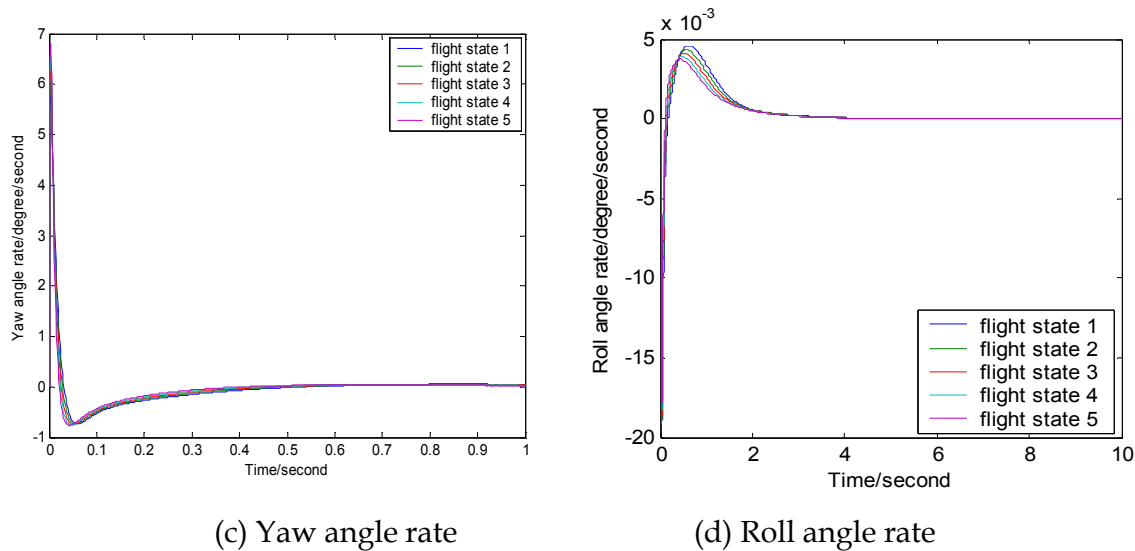 7
6
5
4
3
2
1
0
-1
Yaw angle rate/degree/second
flight state 1
flight state 2
flight state 3
flight state 4
flight state 5
0 0.1 0.2 0.3 0.4 0.5 0.6 0.7 0.8 0.9 1
Time/second
(c) Yaw angle rate
x 10⁻³
5
0
-5
-10
-15
-20
Roll angle rate/degree/second
flight state 1
flight state 2
flight state 3
flight state 4
flight state 5
0 2 4 6 8 10
Time/second
(d) Roll angle rate